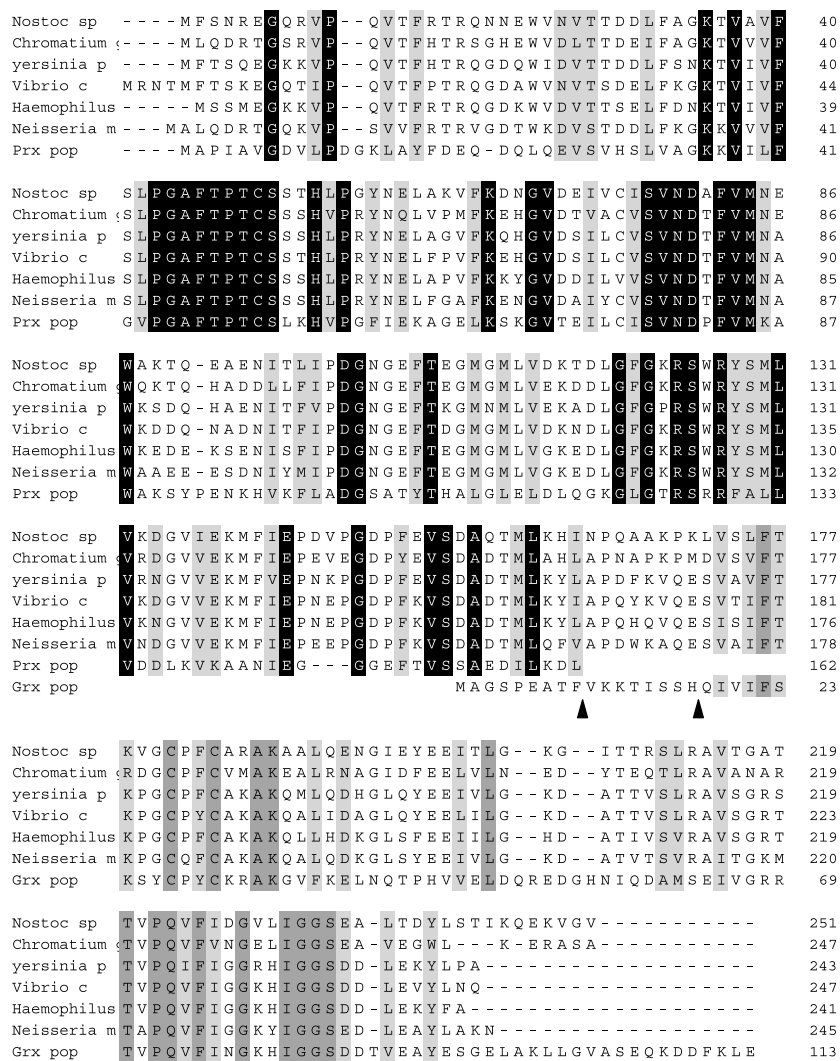 Nostoc sp ----MFSNREGQRVP--QVTFRTRQNNEWVNVTTDDLFAGKTVAVF 40
Chromatium g ----MLQDRTGQRVP--QVTFHTRSGHEWVDLTTDEIFAGKTVAVF 40
yersinia p ----MFTSQEGKKVP--QVTFRTRQGDQWIDVTTDDLFSNKTVIVF 40
Vibrio c MRNTMFTSKEGQTIP--QVTFPTRQGDAWVNVTSDELFKGKTVIVF 44
Haemophilus -----MSSMEGKKVP--QVTFRTRQGDKWVDVTTSELFDNKTVIVF 39
Neisseria m ---MALQDRTGQKVP--SVVFRTRVGDTWKDVSTDDLFKGKKVVVF 41
Prx pop ----MAPIAVGDVLPDGKLAYFDEQ-DQLQEVSVHSLVAGKKVILF 41
Nostoc sp SLPGAFTPTCSSTHLPGYNELAKVFKDNGVDEIVCISVNDAFVMNE 86
Chromatium g SLPGAFTPTCSSSHVPRYNQLVPMFKEHGVDTVACVSVNDTFVMNE 86
yersinia p SLPGAFTPTCSSSHLPRYNELAGVFKQHGVDSILCVSVNDTFVMNA 86
Vibrio c SLPGAFTPTCSSTHLPRYNELFPVFKEHGVDSILCVSVNDTFVMNA 90
Haemophilus SLPGAFTPTCSSSHLPRYNELAPVFKKYGVDDILVVSVNDTFVMNA 85
Neisseria m SLPGAFTPTCSSSHLPRYNELFGAFKENGVDAIYCVSVNDTFVMNA 87
Prx pop GVPGAFTPTCSLKHVPGFIEKAGELKSKGVTEILCISVNDPFVMKA 87
Nostoc sp WAKTQ-EAENITLIPDGNGEFTEGMGMLVDKTDLGFGKRSWRYSML 131
Chromatium g WQKTQ-HADDLLFIPDGNGEFTEGMGMLVDKADLGFGKRSWRYSML 131
yersinia p WKSDQ-HAENITFVPDGNGEFTKGMNMLVEKADLGFGPRSWRYSML 131
Vibrio c WKDDQ-NADNITFIPDGNGEFTDGMGMLVDKNDLGFGKRSWRYSML 135
Haemophilus WKEDE-KSENISFIPDGNGEFTEGMGMLVGKEDLGFGKRSWRYSML 130
Neisseria m WAAEE-ESDNIYMIPDGNGEFTEGMGMLVGKEDLGFGKRSWRYSML 132
Prx pop WAKSYPENKHVKFLADGSATYTHALGLELDLQGKGLGTRSRRFALL 133
Nostoc sp VKDGVIEKMFIEPDVPGDPFEVSDAQTMLKHINPQAAKPKLVSLFT 177
Chromatium g VRDGVVEKMFIEPEVEGDPYEVSDADTMLAHLAPNAPKPMDVSVFT 177
yersinia p VRNGVVEKMFVEPNKPGDPFEVSDADTMLKYLAPDFKVQESVAVFT 177
Vibrio c VKDGVVEKMFIEPNEPGDPFKVSDADTMLKYIAPQYKVQESVTIFT 181
Haemophilus VKNGVVEKMFIEPNEPGDPFKVSDADTMLKYLAPQHQVQESISIFT 176
Neisseria m VNDGVVEKMFIEPEEPGDPFKVSDADTMLQFVAPDWKAQESVAIFT 178
Prx pop VDDLKVKAANIEG---GGEFTVSSAEDILKDL 162
Grx pop MAGSPEATFVKKTISSHQIVIFS 23
Nostoc sp KVGCPFCARAKAALQENGIEYEEITLG--KG--ITTRSLRAVTGAT 219
Chromatium g RDGCPFCVMAKEALRNAGIDFEELVLN--ED--YTEQTLRAVANAR 219
yersinia p KPGCPFCAKAKQMLQDHGLQYEEIVLG--KD--ATTVSLRAVSGRS 219
Vibrio c KPGCPYCAKAKQALIDAGLQYEELILG--KD--ATTVSLRAVSGRT 223
Haemophilus KPGCPFCAKAKQLLHDKGLSFEEIILG--HD--ATIVSVRAVSGRT 219
Neisseria m KPGCQFCAKAKQALQDKGLSYEEIVLG--KD--ATVTSVRAITGKM 220
Grx pop KSYCPYCKRAKGVFKELNQTPHVVELDQREDGHNIQDAMSEIVGRR 69
Nostoc sp TVPQVFIDGVLIGGSEA-LTDYLSTIKQEKVGV----------- 251
Chromatium g TVPQVFVNGELIGGSEA-VEGWL---K-ERASA----------- 247
yersinia p TVPQIFIGGRHIGGSDD-LEKYLPA------------------- 243
Vibrio c TVPQVFIGGKHIGGSDD-LEVYLNQ------------------- 247
Haemophilus TVPQVFIGGKHIGGSDD-LEKYFA-------------------- 241
Neisseria m TAPQVFIGGKYIGGSED-LEAYLAKN------------------ 245
Grx pop TVPQVFINGKHIGGSDDTVEAYESGELAKLLGVASEQKDDFKLE 113